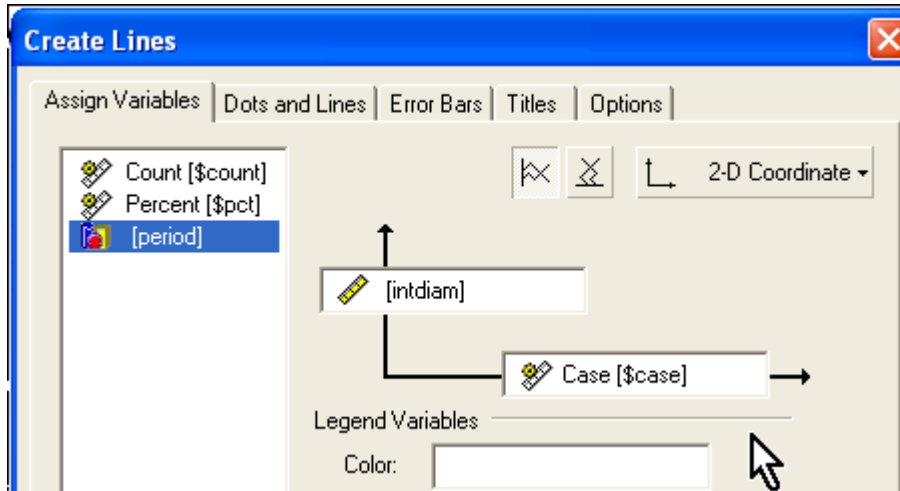 Create Lines
Assign Variables Dots and Lines Error Bars Titles Options
Count [$count]
Percent [$pct]
[period]
2-D Coordinate
[intdiam]
Case [$case]
Legend Variables
Color: